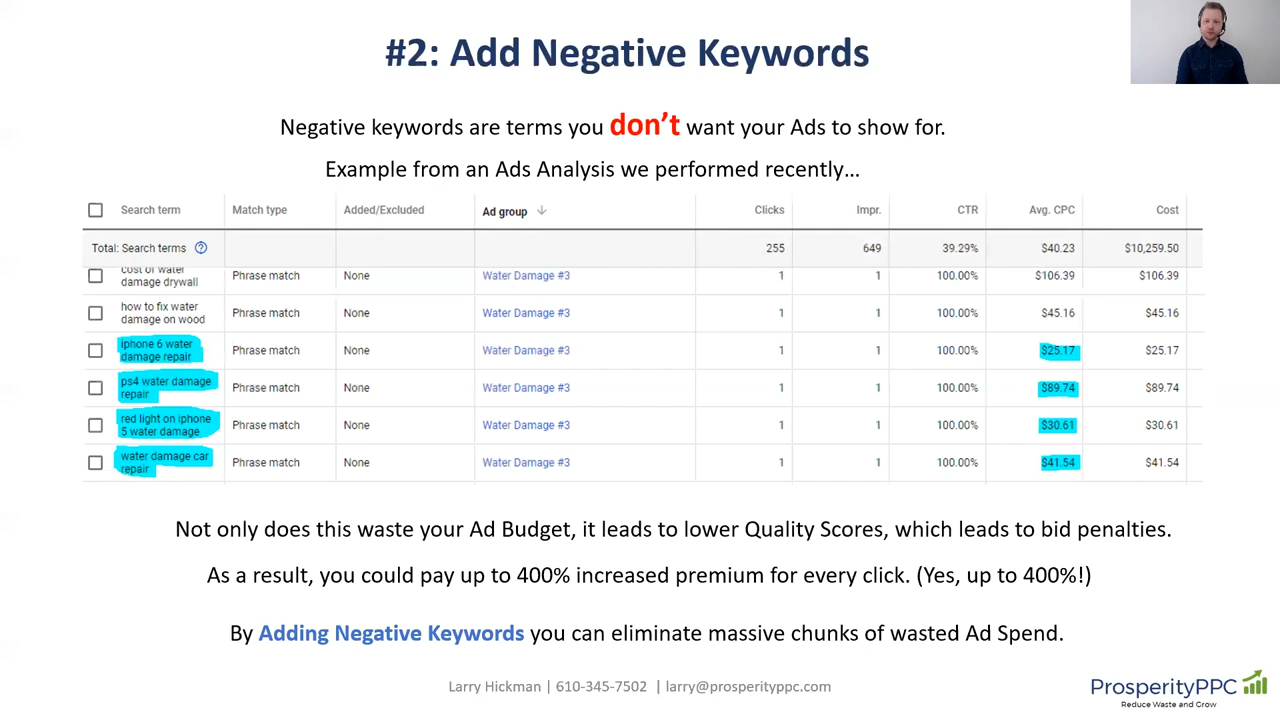 #2: Add Negative Keywords
Negative keywords are terms you don't want your Ads to show for.
Example from an Ads Analysis we performed recently…
Search term Match type Added/Excluded Ad group Clicks Impr. CTR Avg. CPC Cost
Total: Search terms 255 649 39.29% $40.23 $10,259.50
cost of water
damage drywall Phrase match None Water Damage #3 1 1 100.00% $106.39 $106.39
how to fix water
damage on wood Phrase match None Water Damage #3 1 1 100.00% $45.16 $45.16
iphone 6 water
damage repair Phrase match None Water Damage #3 1 1 100.00% $25.17 $25.17
ps4 water damage
repair Phrase match None Water Damage #3 1 1 100.00% $89.74 $89.74
red light on iphone
5 water damage Phrase match None Water Damage #3 1 1 100.00% $30.61 $30.61
water damage car
repair Phrase match None Water Damage #3 1 1 100.00% $41.54 $41.54
Not only does this waste your Ad Budget, it leads to lower Quality Scores, which leads to bid penalties.
As a result, you could pay up to 400% increased premium for every click. (Yes, up to 400%!)
By Adding Negative Keywords you can eliminate massive chunks of wasted Ad Spend.
Larry Hickman | 610-345-7502 | larry@prosperityppc.com
ProsperityPPC
Reduce Waste and Grow